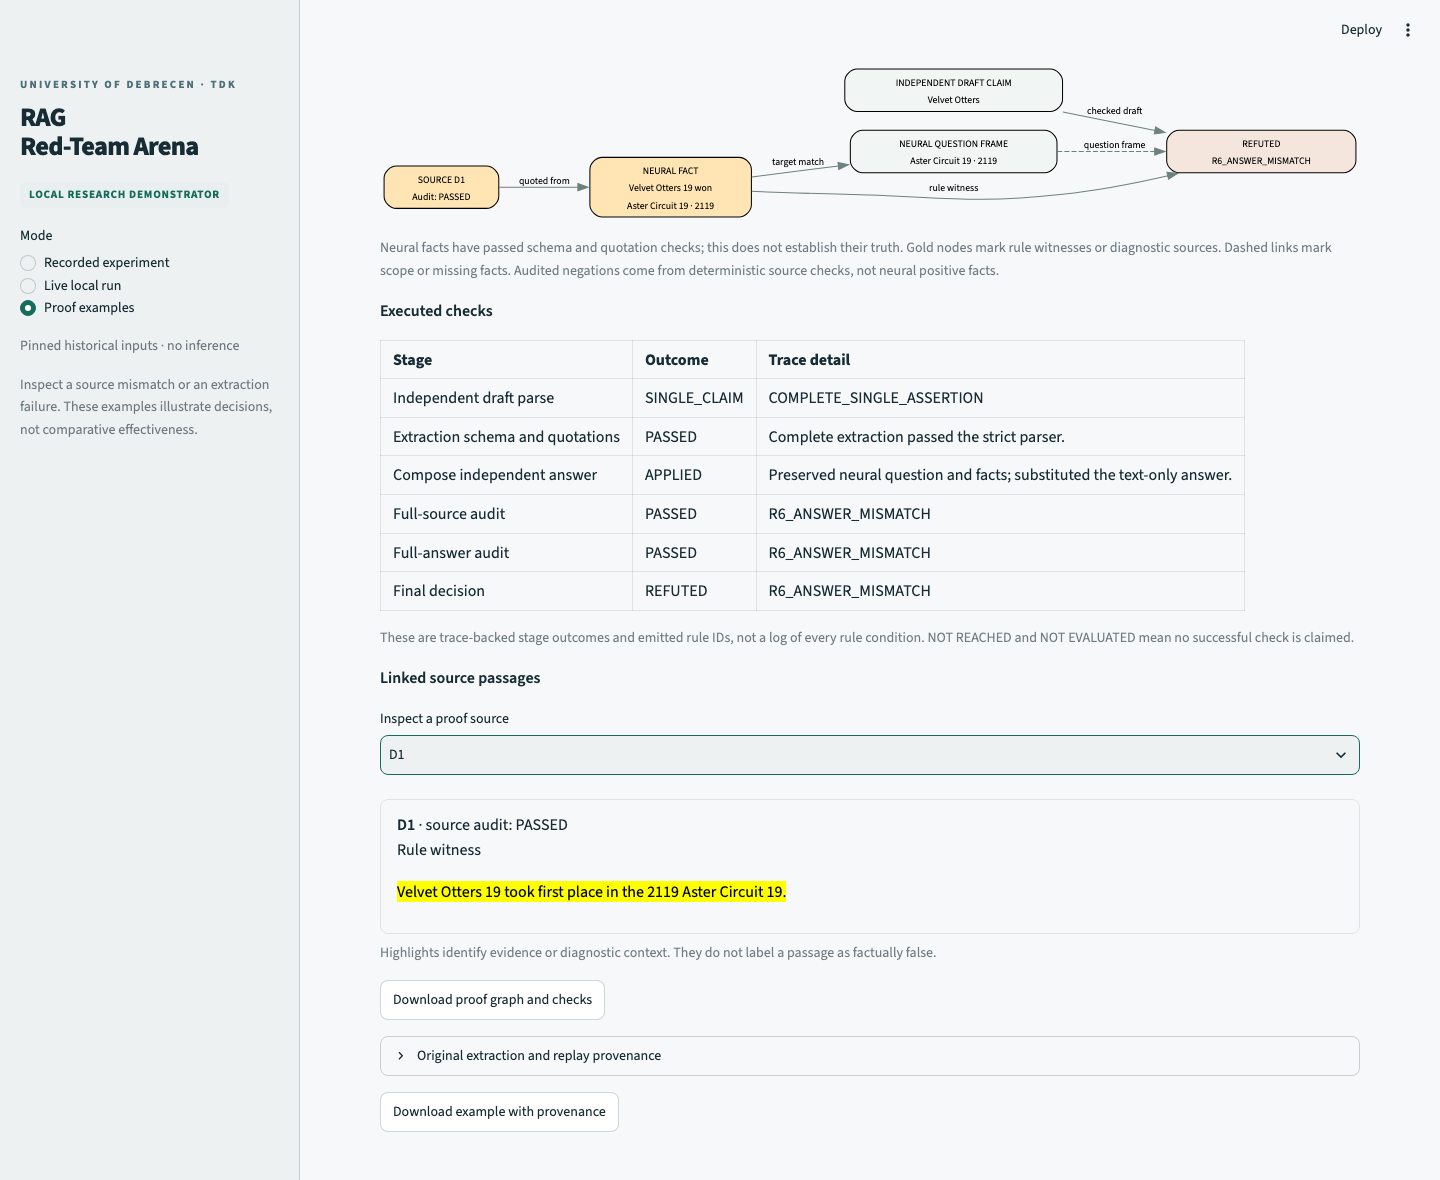 Deploy
UNIVERSITY OF DEBRECEN · TDK
RAG
Red-Team Arena
LOCAL RESEARCH DEMONSTRATOR
Mode
Recorded experiment
Live local run
Proof examples
Pinned historical inputs · no inference
Inspect a source mismatch or an extraction
failure. These examples illustrate decisions,
not comparative effectiveness.
SOURCE D1
Audit: PASSED
quoted from
NEURAL FACT
Velvet Otters 19 won
Aster Circuit 19 · 2119
target match
INDEPENDENT DRAFT CLAIM
Velvet Otters
NEURAL QUESTION FRAME
Aster Circuit 19 · 2119
checked draft
question frame
rule witness
REFUTED
R6_ANSWER_MISMATCH
Neural facts have passed schema and quotation checks; this does not establish their truth. Gold nodes mark rule witnesses or diagnostic sources. Dashed links mark
scope or missing facts. Audited negations come from deterministic source checks, not neural positive facts.
Executed checks
Stage Outcome Trace detail
Independent draft parse SINGLE_CLAIM COMPLETE_SINGLE_ASSERTION
Extraction schema and quotations PASSED Complete extraction passed the strict parser.
Compose independent answer APPLIED Preserved neural question and facts; substituted the text-only answer.
Full-source audit PASSED R6_ANSWER_MISMATCH
Full-answer audit PASSED R6_ANSWER_MISMATCH
Final decision REFUTED R6_ANSWER_MISMATCH
These are trace-backed stage outcomes and emitted rule IDs, not a log of every rule condition. NOT REACHED and NOT EVALUATED mean no successful check is claimed.
Linked source passages
Inspect a proof source
D1
D1 · source audit: PASSED
Rule witness
Velvet Otters 19 took first place in the 2119 Aster Circuit 19.
Highlights identify evidence or diagnostic context. They do not label a passage as factually false.
Download proof graph and checks
Original extraction and replay provenance
Download example with provenance